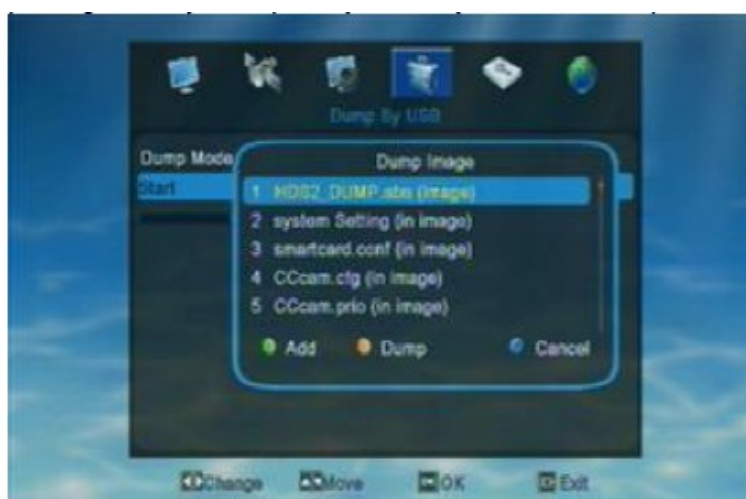 Dump By USB
Dump Mode
Start
Dump Image
1 HDS2_DUMP.abs (image)
2 system Setting (in image)
3 smartcard.conf (in image)
4 CCcam.cfg (in image)
5 CCcam.prio (in image)
Add Dump Cancel
Change Move OK Exit